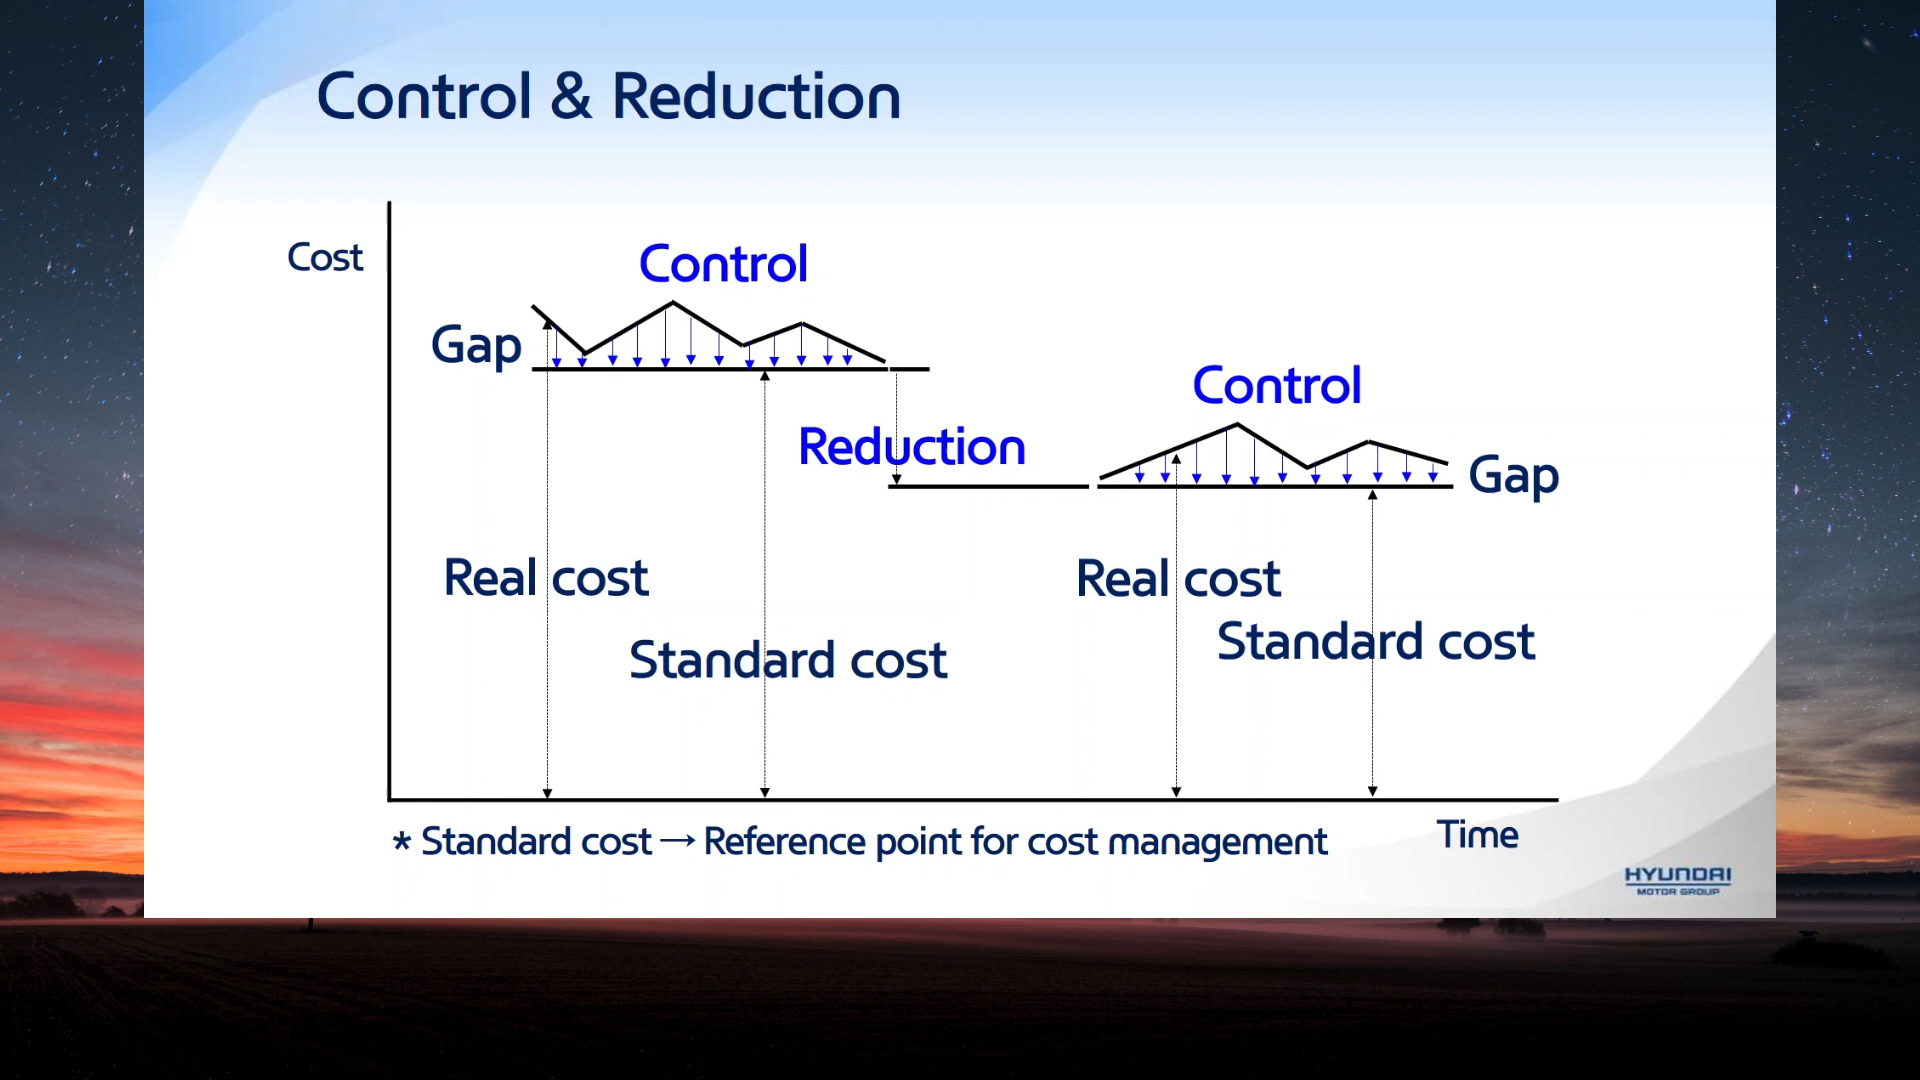 Control & Reduction
Cost
Control
Gap
Control
Reduction
Gap
Real cost
Real cost
Standard cost
Standard cost
* Standard cost → Reference point for cost management
Time
HYUNDAI
MOTOR GROUP